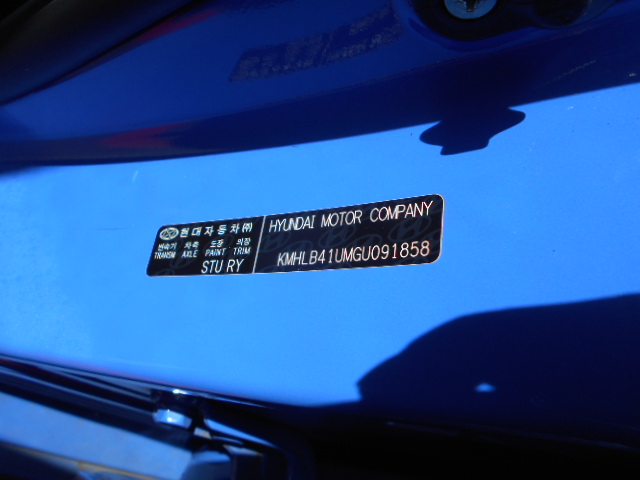 현대자동차(주)
변속기 차축 도장 의장
TRANSM AXLE PAINT TRIM
STU RY
HYUNDAI MOTOR COMPANY
KMHLB41UMGU091858